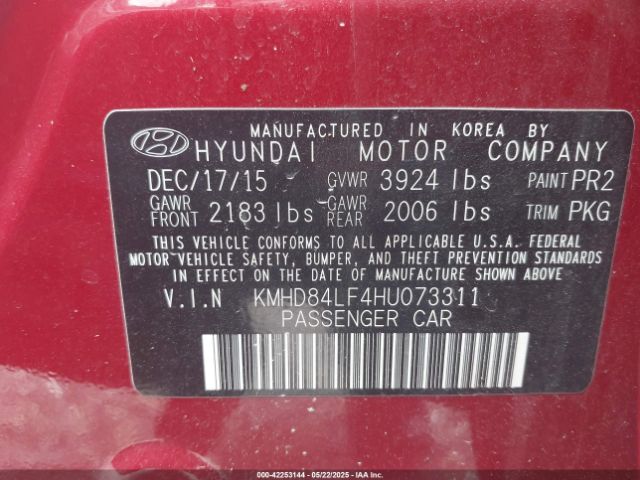 MANUFACTURED IN KOREA BY
HYUNDAI MOTOR COMPANY
DEC/17/15 GVWR 3924 lbs PAINT PR2
GAWR FRONT 2183 lbs GAWR REAR 2006 lbs TRIM PKG
THIS VEHICLE CONFORMS TO ALL APPLICABLE U.S.A. FEDERAL
MOTOR VEHICLE SAFETY, BUMPER, AND THEFT PREVENTION STANDARDS
IN EFFECT ON THE DATE OF MANUFACTURE SHOWN ABOVE.
V.I.N KMHD84LF4HU073311
PASSENGER CAR
000-42253144 - 05/22/2025 - IAAI.COM